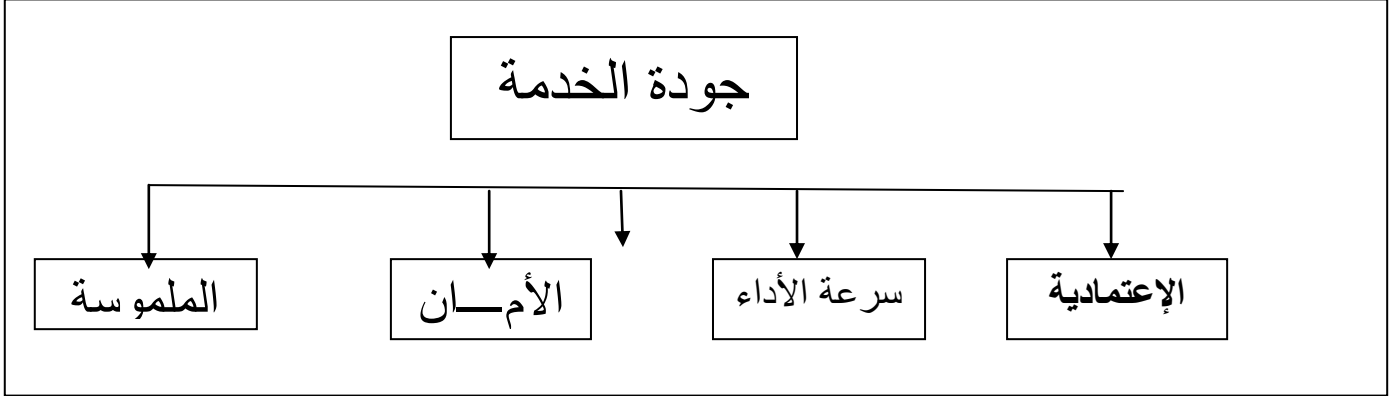 جودة الخدمة
الإعتمادية
سرعة الأداء
الأمـــان
الملموسة